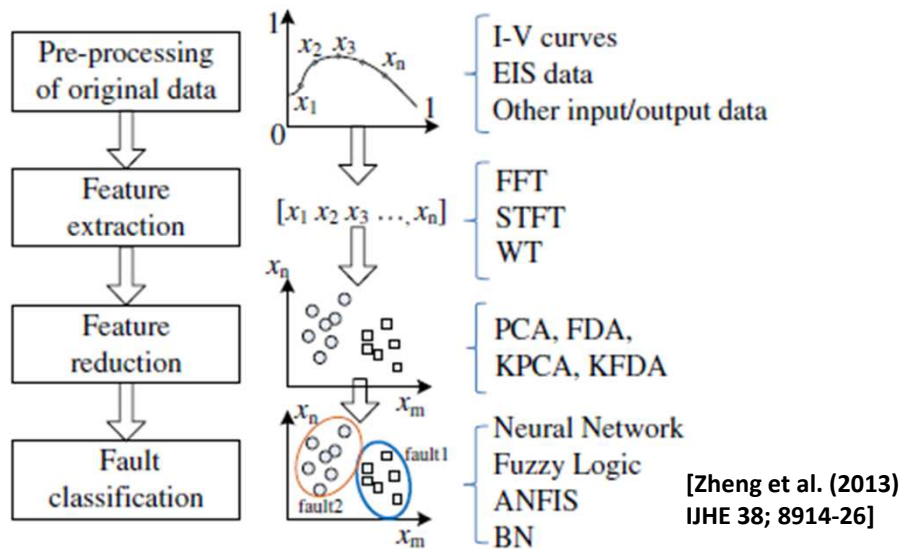 Pre-processing
of original data
1
x₂ x₃
xₙ
x₁
0
1
I-V curves
EIS data
Other input/output data
Feature
extraction
[x₁ x₂ x₃ ..., xₙ]
FFT
STFT
WT
Feature
reduction
xₙ
xₘ
PCA, FDA,
KPCA, KFDA
Fault
classification
xₙ
fault1
fault2
xₘ
Neural Network
Fuzzy Logic
ANFIS
BN
[Zheng et al. (2013)
IJHE 38; 8914-26]